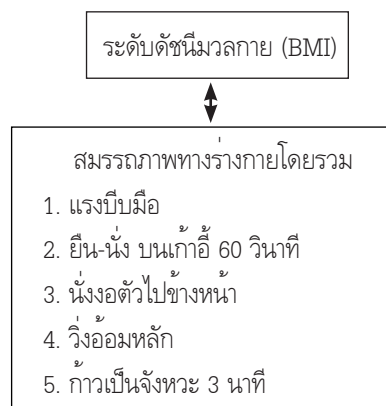 ระดับดัชนีมวลกาย (BMI)
สมรรถภาพทางร่างกายโดยรวม
1. แรงบีบมือ
2. ยืน-นั่ง บนเก้าอี้ 60 วินาที
3. นั่งงอตัวไปข้างหน้า
4. วิ่งอ้อมหลัก
5. ก้าวเป็นจังหวะ 3 นาที